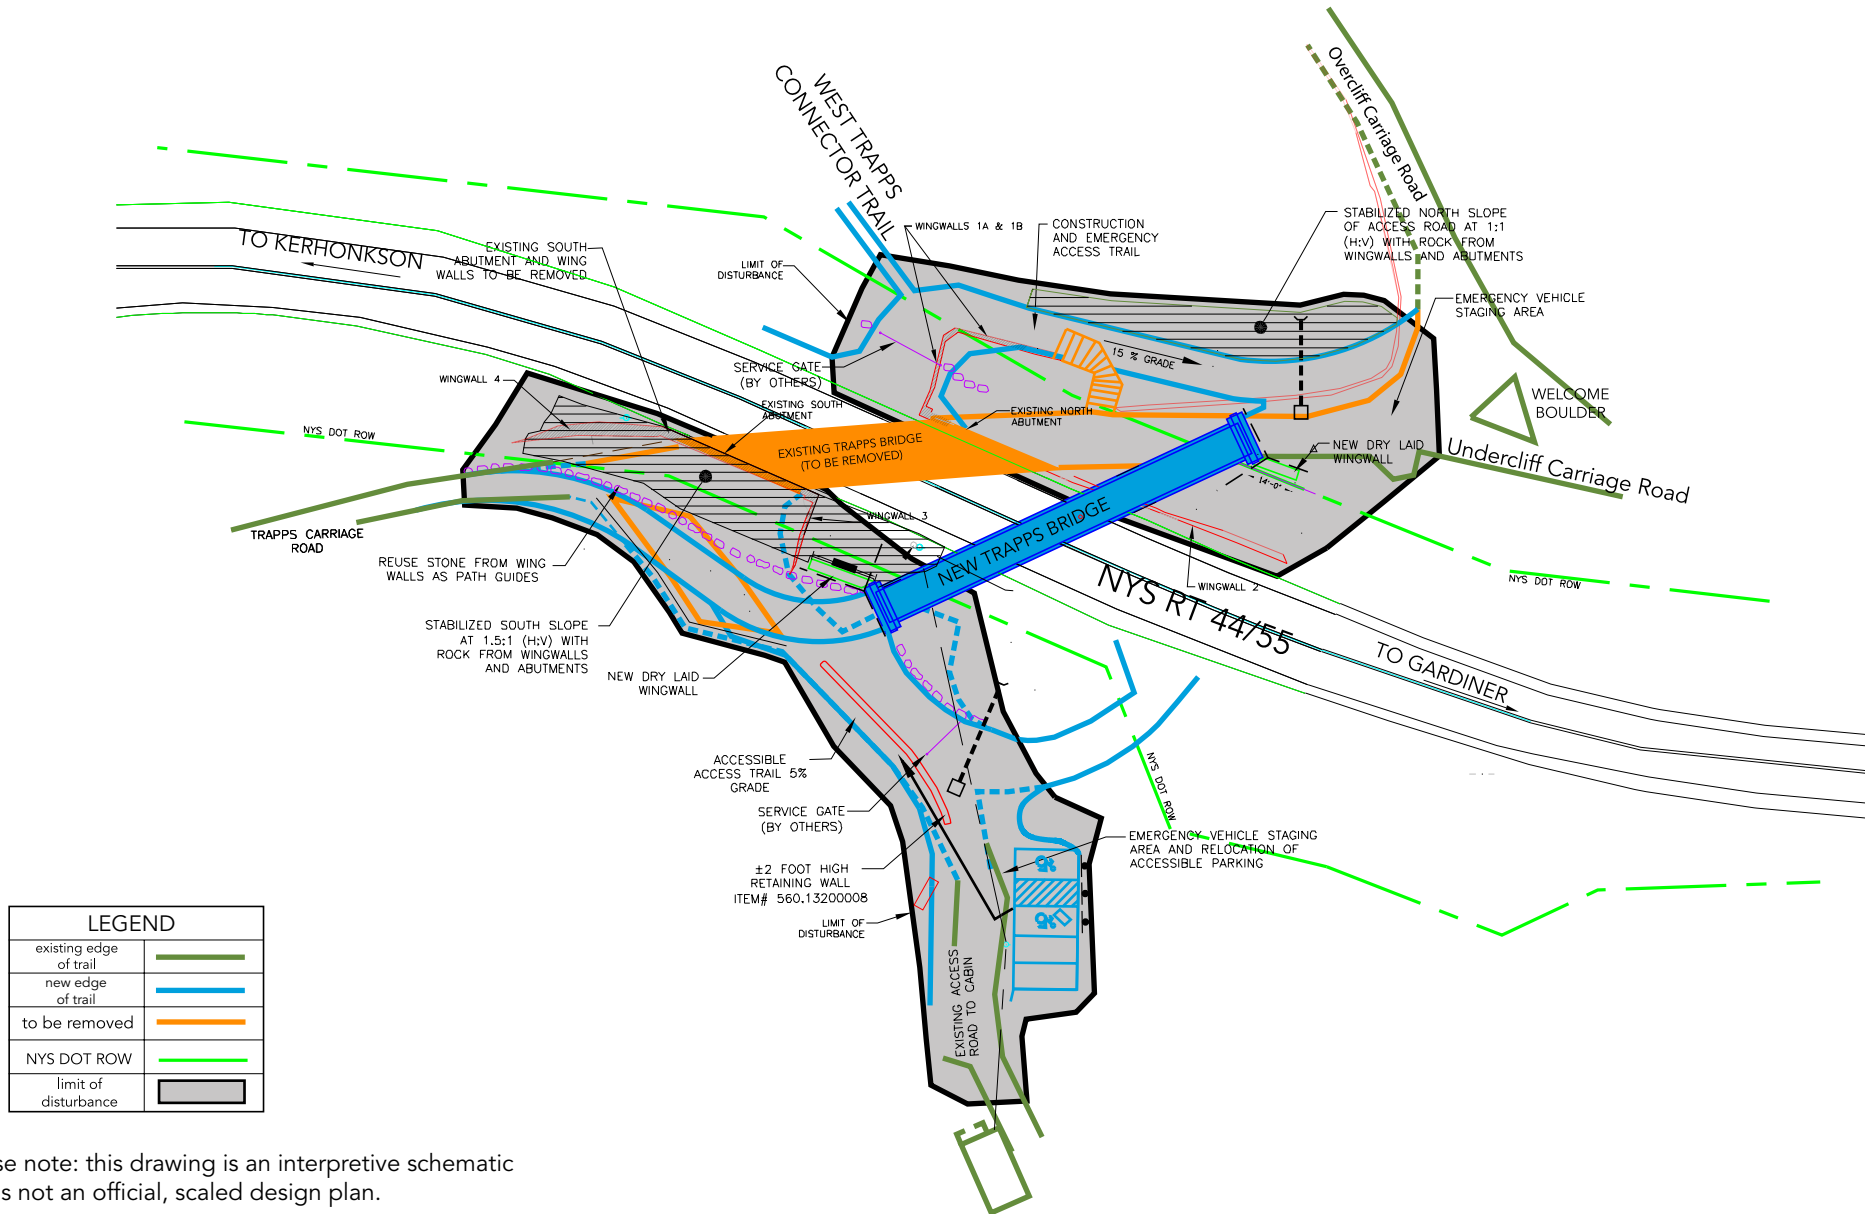 WEST TRAPPS
CONNECTOR TRAIL
Overcliff Carriage Road
TO KERHONKSON
EXISTING SOUTH
ABUTMENT AND WING
WALLS TO BE REMOVED
LIMIT OF
DISTURBANCE
WINGWALLS 1A & 1B
CONSTRUCTION
AND EMERGENCY
ACCESS TRAIL
STABILIZED NORTH SLOPE
OF ACCESS ROAD AT 1:1
(H:V) WITH ROCK FROM
WINGWALLS AND ABUTMENTS
EMERGENCY VEHICLE
STAGING AREA
15 % GRADE
SERVICE GATE
(BY OTHERS)
WINGWALL 4
EXISTING SOUTH
ABUTMENT
EXISTING NORTH
ABUTMENT
WELCOME
BOULDER
NYS DOT ROW
EXISTING TRAPPS BRIDGE
(TO BE REMOVED)
NEW DRY LAID
WINGWALL
14'-0"
Undercliff Carriage Road
TRAPPS CARRIAGE
ROAD
WINGWALL 3
NEW TRAPPS BRIDGE
REUSE STONE FROM WING
WALLS AS PATH GUIDES
WINGWALL 2
NYS DOT ROW
NYS RT 44/55
STABILIZED SOUTH SLOPE
AT 1.5:1 (H:V) WITH
ROCK FROM WINGWALLS
AND ABUTMENTS
NEW DRY LAID
WINGWALL
TO GARDINER
ACCESSIBLE
ACCESS TRAIL 5%
GRADE
NYS DOT ROW
SERVICE GATE
(BY OTHERS)
EMERGENCY VEHICLE STAGING
AREA AND RELOCATION OF
ACCESSIBLE PARKING
±2 FOOT HIGH
RETAINING WALL
ITEM# 560.13200008
LIMIT OF
DISTURBANCE
EXISTING ACCESS
ROAD TO CABIN
LEGEND
existing edge
of trail
new edge
of trail
to be removed
NYS DOT ROW
limit of
disturbance
se note: this drawing is an interpretive schematic
s not an official, scaled design plan.